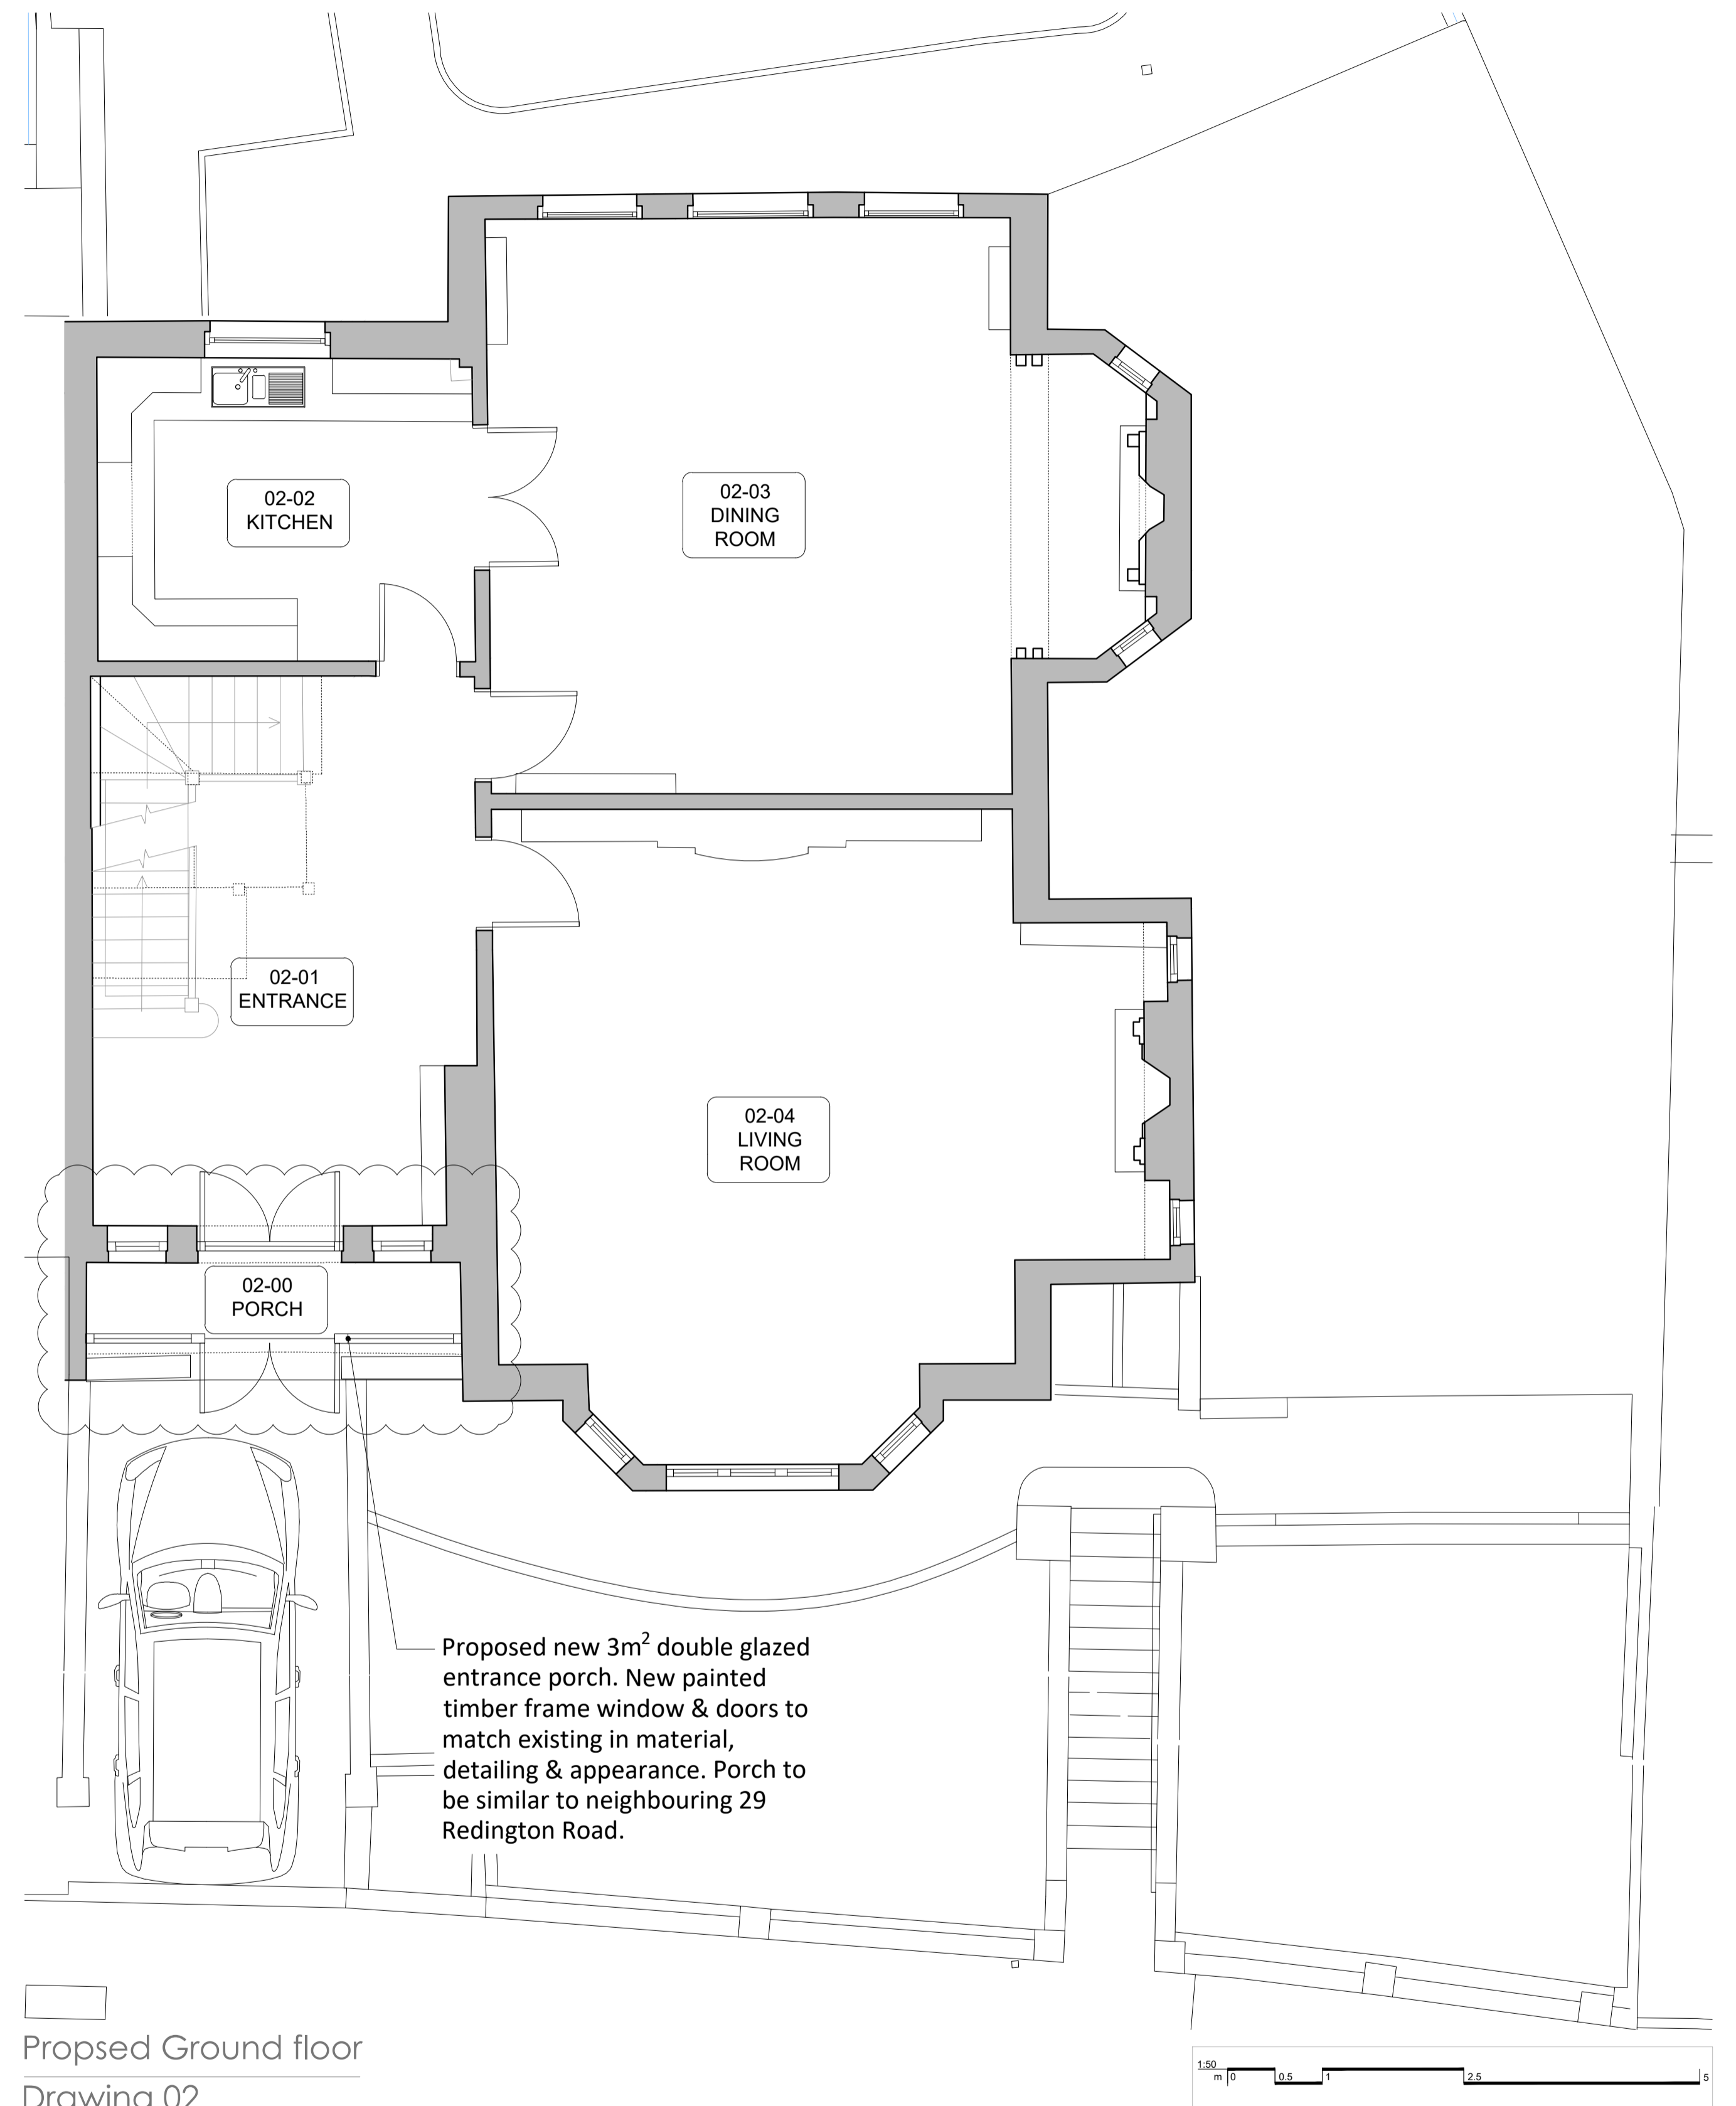 02-02
KITCHEN
02-03
DINING
ROOM
02-01
ENTRANCE
02-04
LIVING
ROOM
02-00
PORCH
Proposed new 3m² double glazed
entrance porch. New painted
timber frame window & doors to
match existing in material,
detailing & appearance. Porch to
be similar to neighbouring 29
Redington Road.
Propsed Ground floor
Drawing 02
1:50
m 0 0.5 1 2.5 5